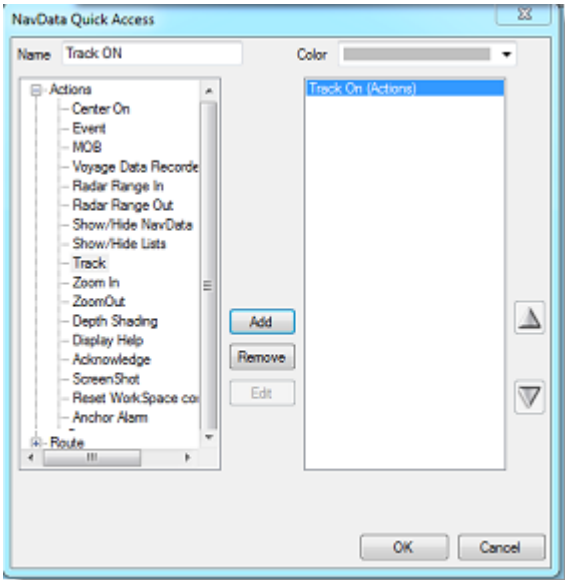 NavData Quick Access
Name Track ON Color
Actions
Center On
Event
MOB
Voyage Data Recorde
Radar Range In
Radar Range Out
Show/Hide NavData
Show/Hide Lists
Track
Zoom In
ZoomOut
Depth Shading
Display Help
Acknowledge
ScreenShot
Reset WorkSpace co
Anchor Alarm
Route
Track On (Actions)
Add
Remove
Edit
OK Cancel